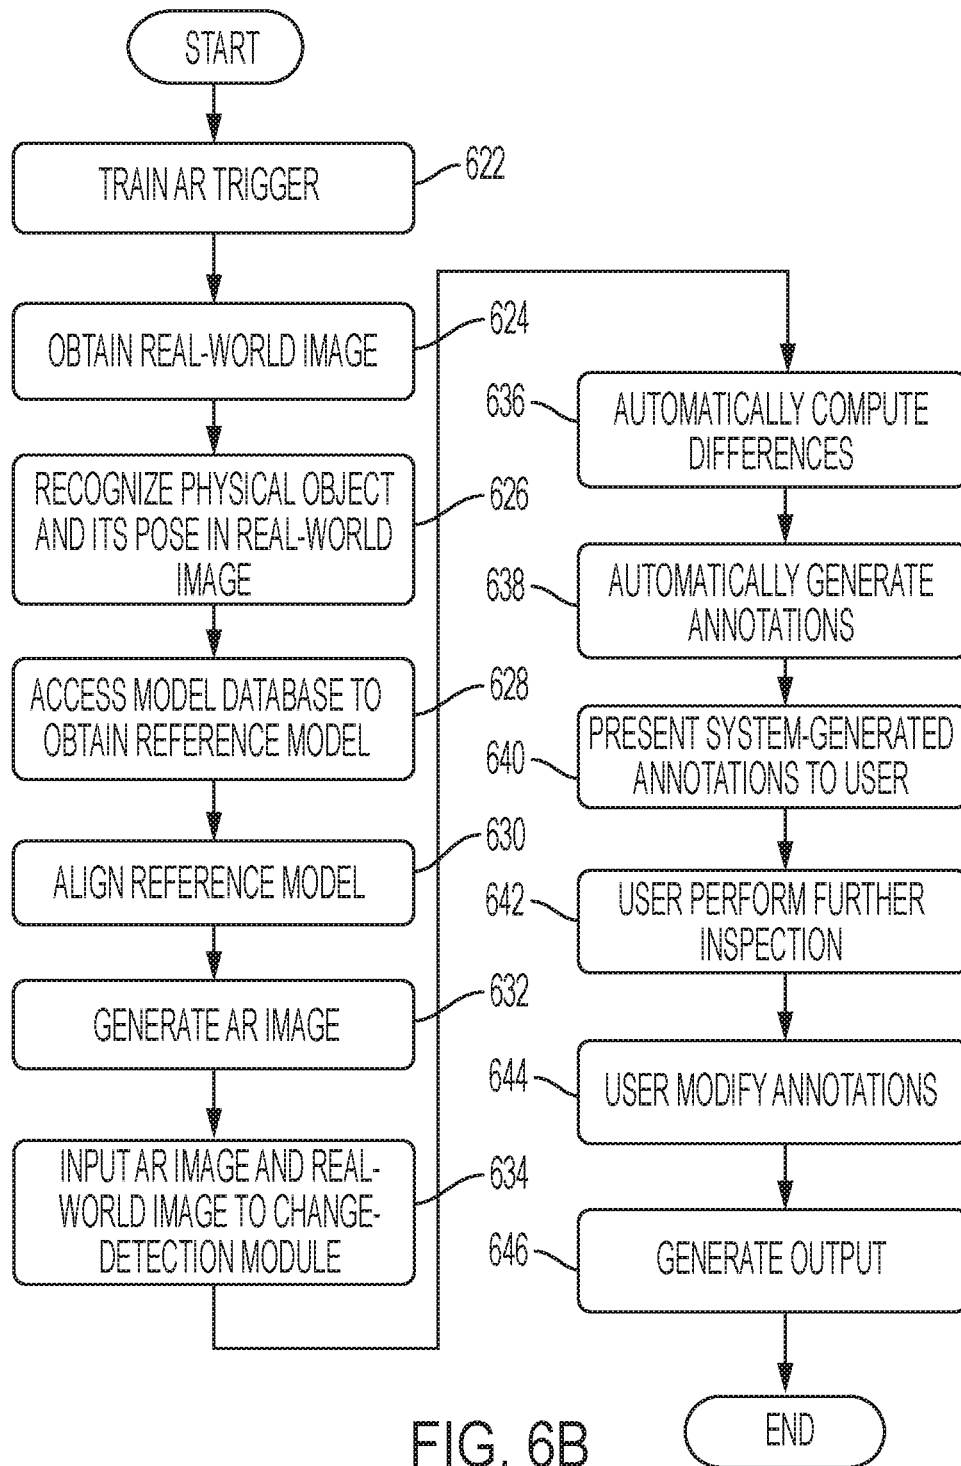 START
TRAIN AR TRIGGER
622
OBTAIN REAL-WORLD IMAGE
624
RECOGNIZE PHYSICAL OBJECT
AND ITS POSE IN REAL-WORLD
IMAGE
626
ACCESS MODEL DATABASE TO
OBTAIN REFERENCE MODEL
628
ALIGN REFERENCE MODEL
630
GENERATE AR IMAGE
632
INPUT AR IMAGE AND REAL-
WORLD IMAGE TO CHANGE-
DETECTION MODULE
634
636
AUTOMATICALLY COMPUTE
DIFFERENCES
638
AUTOMATICALLY GENERATE
ANNOTATIONS
640
PRESENT SYSTEM-GENERATED
ANNOTATIONS TO USER
642
USER PERFORM FURTHER
INSPECTION
644
USER MODIFY ANNOTATIONS
646
GENERATE OUTPUT
END
FIG. 6B